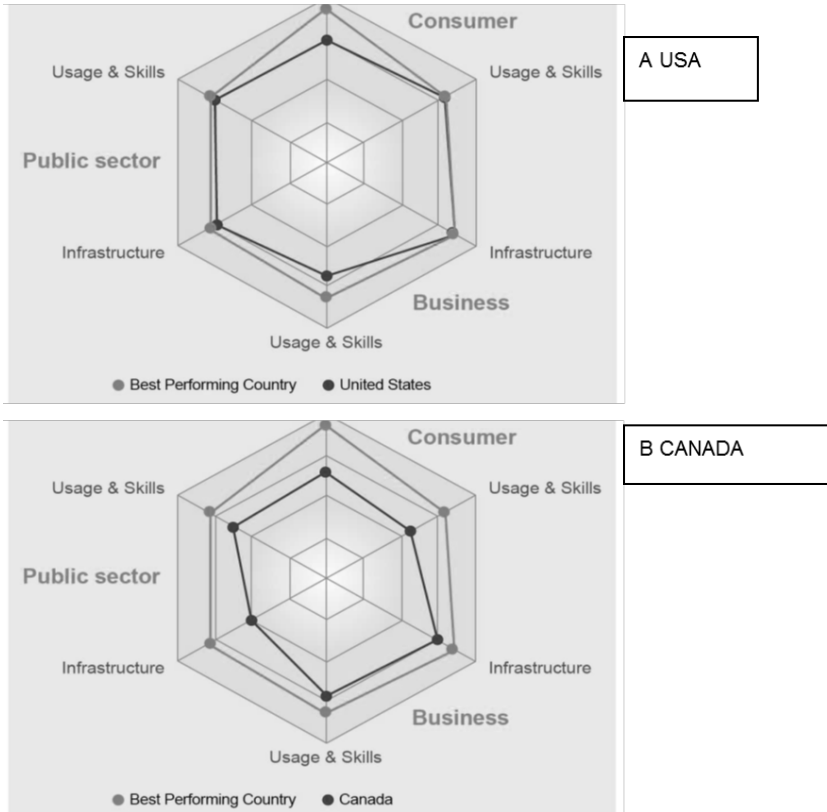 Consumer
A USA
Usage & Skills
Usage & Skills
Public sector
Infrastructure
Infrastructure
Business
Usage & Skills
Best Performing Country
United States
Consumer
B CANADA
Usage & Skills
Usage & Skills
Public sector
Infrastructure
Infrastructure
Business
Usage & Skills
Best Performing Country
Canada